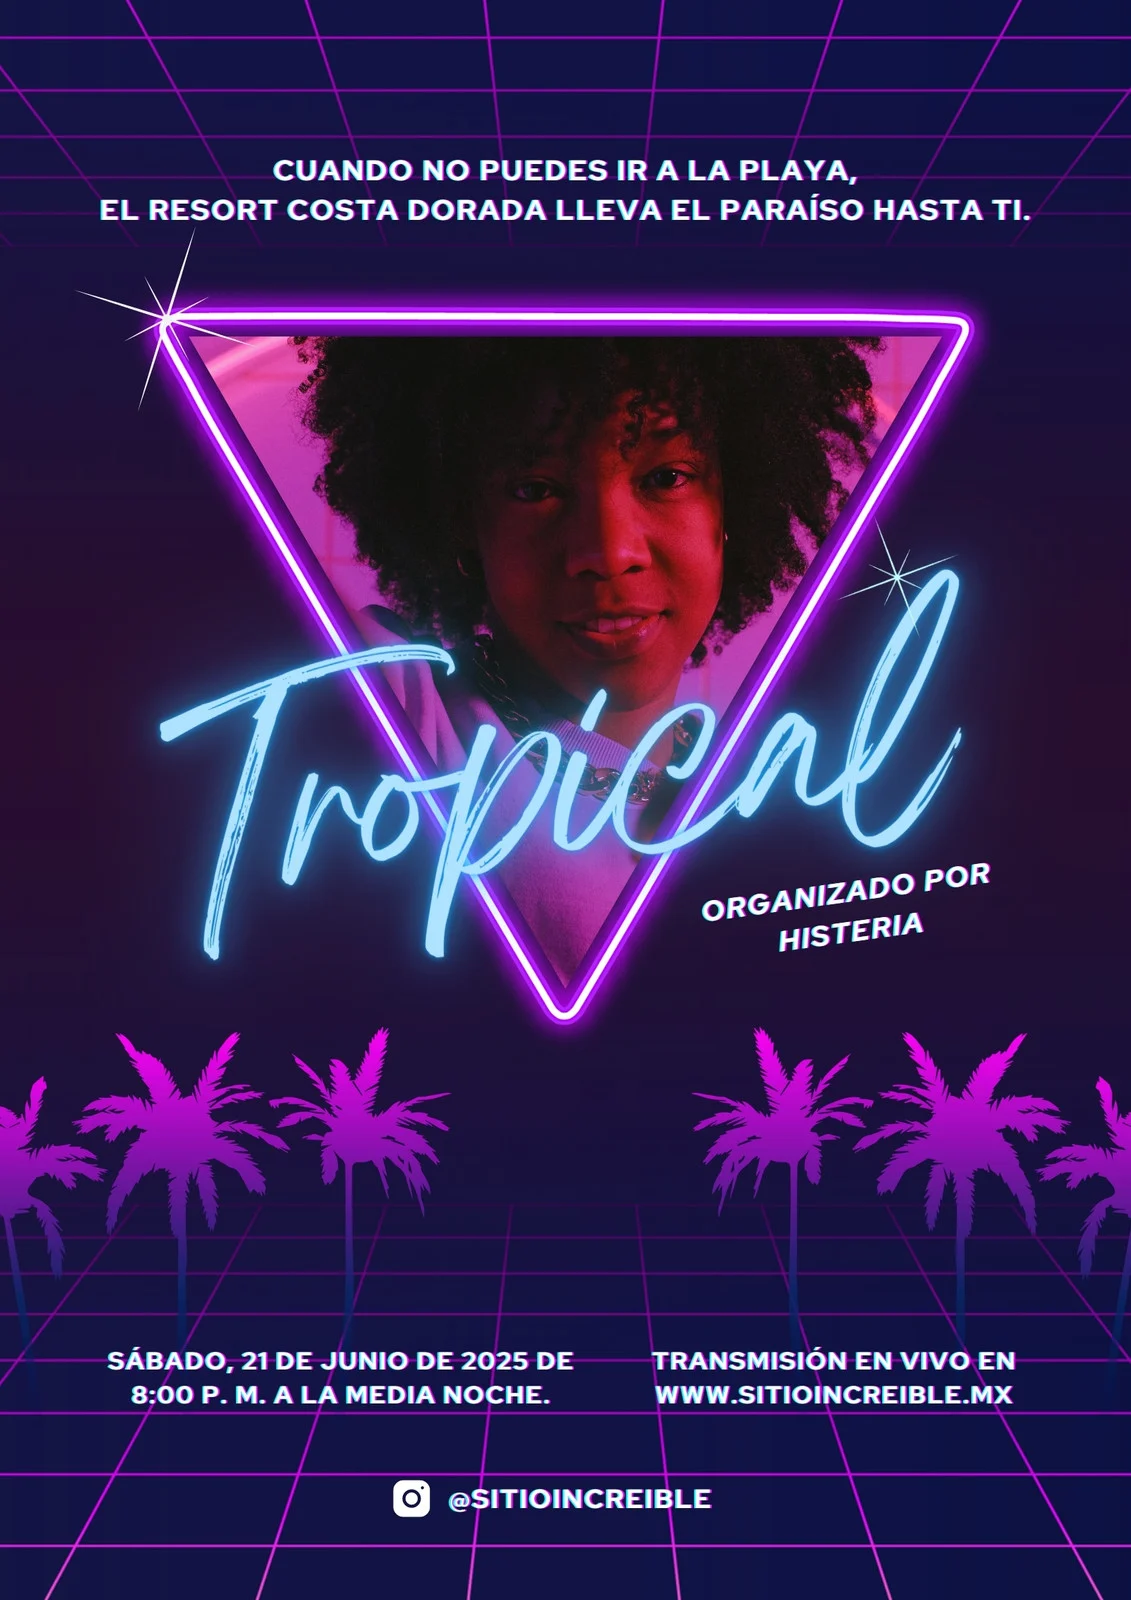 CUANDO NO PUEDES IR A LA PLAYA,
EL RESORT COSTA DORADA LLEVA EL PARAÍSO HASTA TI.
Tropical
ORGANIZADO POR
HISTERIA
SÁBADO, 21 DE JUNIO DE 2025 DE
8:00 P. M. A LA MEDIA NOCHE.
TRANSMISIÓN EN VIVO EN
WWW.SITIOINCREIBLE.MX
@SITIOINCREIBLE